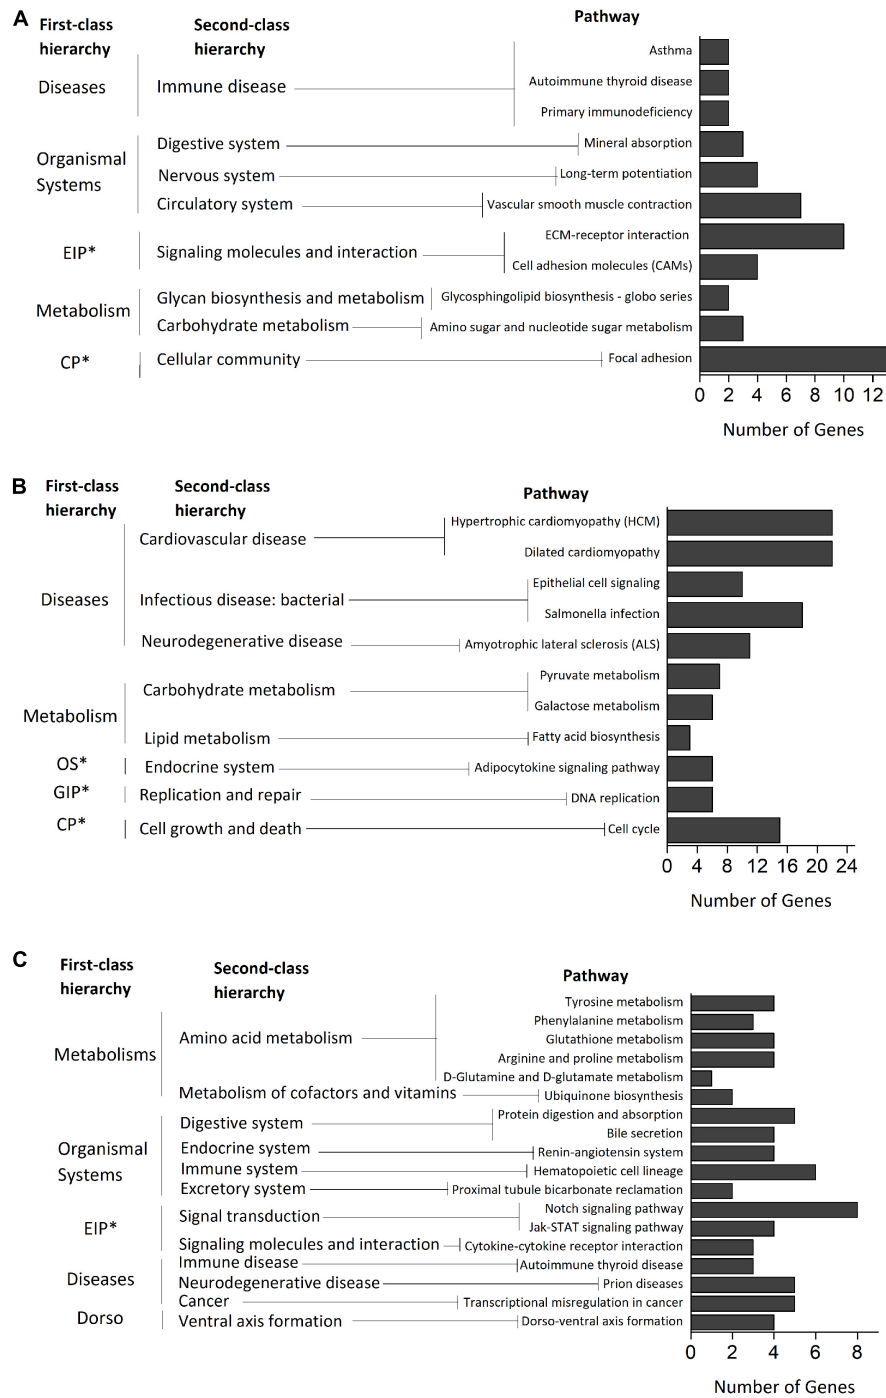 A
First-class hierarchy
Second-class hierarchy
Pathway
Diseases
Immune disease
Asthma
Autoimmune thyroid disease
Primary immunodeficiency
Organismal Systems
Digestive system
Mineral absorption
Nervous system
Long-term potentiation
Circulatory system
Vascular smooth muscle contraction
EIP*
Signaling molecules and interaction
ECM-receptor interaction
Cell adhesion molecules (CAMs)
Metabolism
Glycan biosynthesis and metabolism
Glycosphingolipid biosynthesis - globo series
Carbohydrate metabolism
Amino sugar and nucleotide sugar metabolism
CP*
Cellular community
Focal adhesion
0 2 4 6 8 10 12
Number of Genes
B
First-class hierarchy
Second-class hierarchy
Pathway
Diseases
Cardiovascular disease
Hypertrophic cardiomyopathy (HCM)
Dilated cardiomyopathy
Infectious disease: bacterial
Epithelial cell signaling
Salmonella infection
Neurodegenerative disease
Amyotrophic lateral sclerosis (ALS)
Metabolism
Carbohydrate metabolism
Pyruvate metabolism
Galactose metabolism
Lipid metabolism
Fatty acid biosynthesis
OS*
Endocrine system
Adipocytokine signaling pathway
GIP*
Replication and repair
DNA replication
CP*
Cell growth and death
Cell cycle
0 4 8 12 16 20 24
Number of Genes
C
First-class hierarchy
Second-class hierarchy
Pathway
Metabolisms
Amino acid metabolism
Tyrosine metabolism
Phenylalanine metabolism
Glutathione metabolism
Arginine and proline metabolism
D-Glutamine and D-glutamate metabolism
Metabolism of cofactors and vitamins
Ubiquinone biosynthesis
Organismal Systems
Digestive system
Protein digestion and absorption
Bile secretion
Endocrine system
Renin-angiotensin system
Immune system
Hematopoietic cell lineage
Excretory system
Proximal tubule bicarbonate reclamation
EIP*
Signal transduction
Notch signaling pathway
Jak-STAT signaling pathway
Signaling molecules and interaction
Cytokine-cytokine receptor interaction
Diseases
Immune disease
Autoimmune thyroid disease
Neurodegenerative disease
Prion diseases
Cancer
Transcriptional misregulation in cancer
Dorso
Ventral axis formation
Dorso-ventral axis formation
0 2 4 6 8
Number of Genes